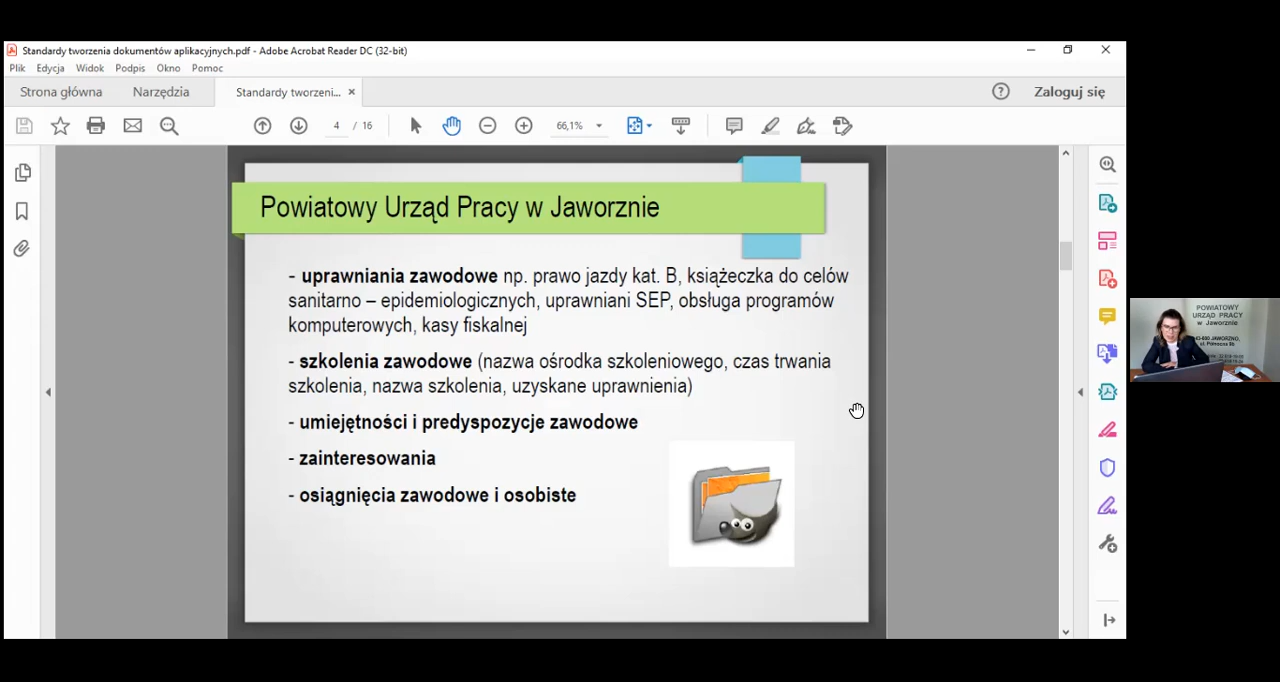 Standardy tworzenia dokumentów aplikacyjnych.pdf - Adobe Acrobat Reader DC (32-bit)
Plik Edycja Widok Podpis Okno Pomoc
Strona główna Narzędzia Standardy tworzeni... Zaloguj się
4 / 16 66,1%
Powiatowy Urząd Pracy w Jaworznie
- uprawniania zawodowe np. prawo jazdy kat. B, książeczka do celów
sanitarno – epidemiologicznych, uprawniani SEP, obsługa programów
komputerowych, kasy fiskalnej
- szkolenia zawodowe (nazwa ośrodka szkoleniowego, czas trwania
szkolenia, nazwa szkolenia, uzyskane uprawnienia)
- umiejętności i predyspozycje zawodowe
- zainteresowania
- osiągnięcia zawodowe i osobiste
POWIATOWY
URZĄD PRACY
w Jaworznie
JAWORZNO,